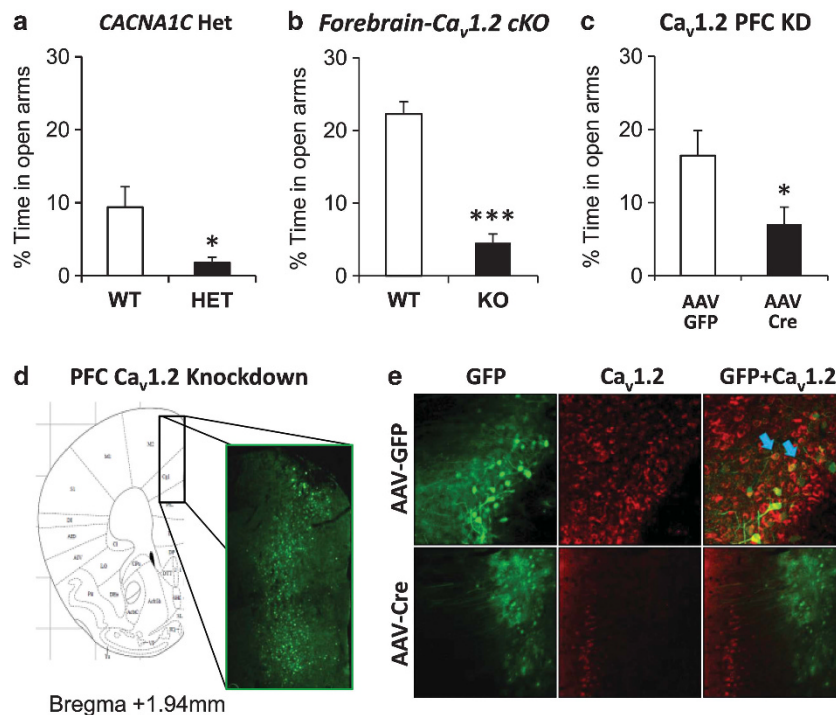 a
CACNA1C Het
% Time in open arms
30
20
10
0
*
WT
HET
b
Forebrain-Cav1.2 cKO
% Time in open arms
30
20
10
0
***
WT
KO
c
Cav1.2 PFC KD
% Time in open arms
30
20
10
0
*
AAV
GFP
AAV
Cre
d
PFC Cav1.2 Knockdown
Bregma +1.94mm
e
GFP
Cav1.2
GFP+Cav1.2
AAV-GFP
AAV-Cre